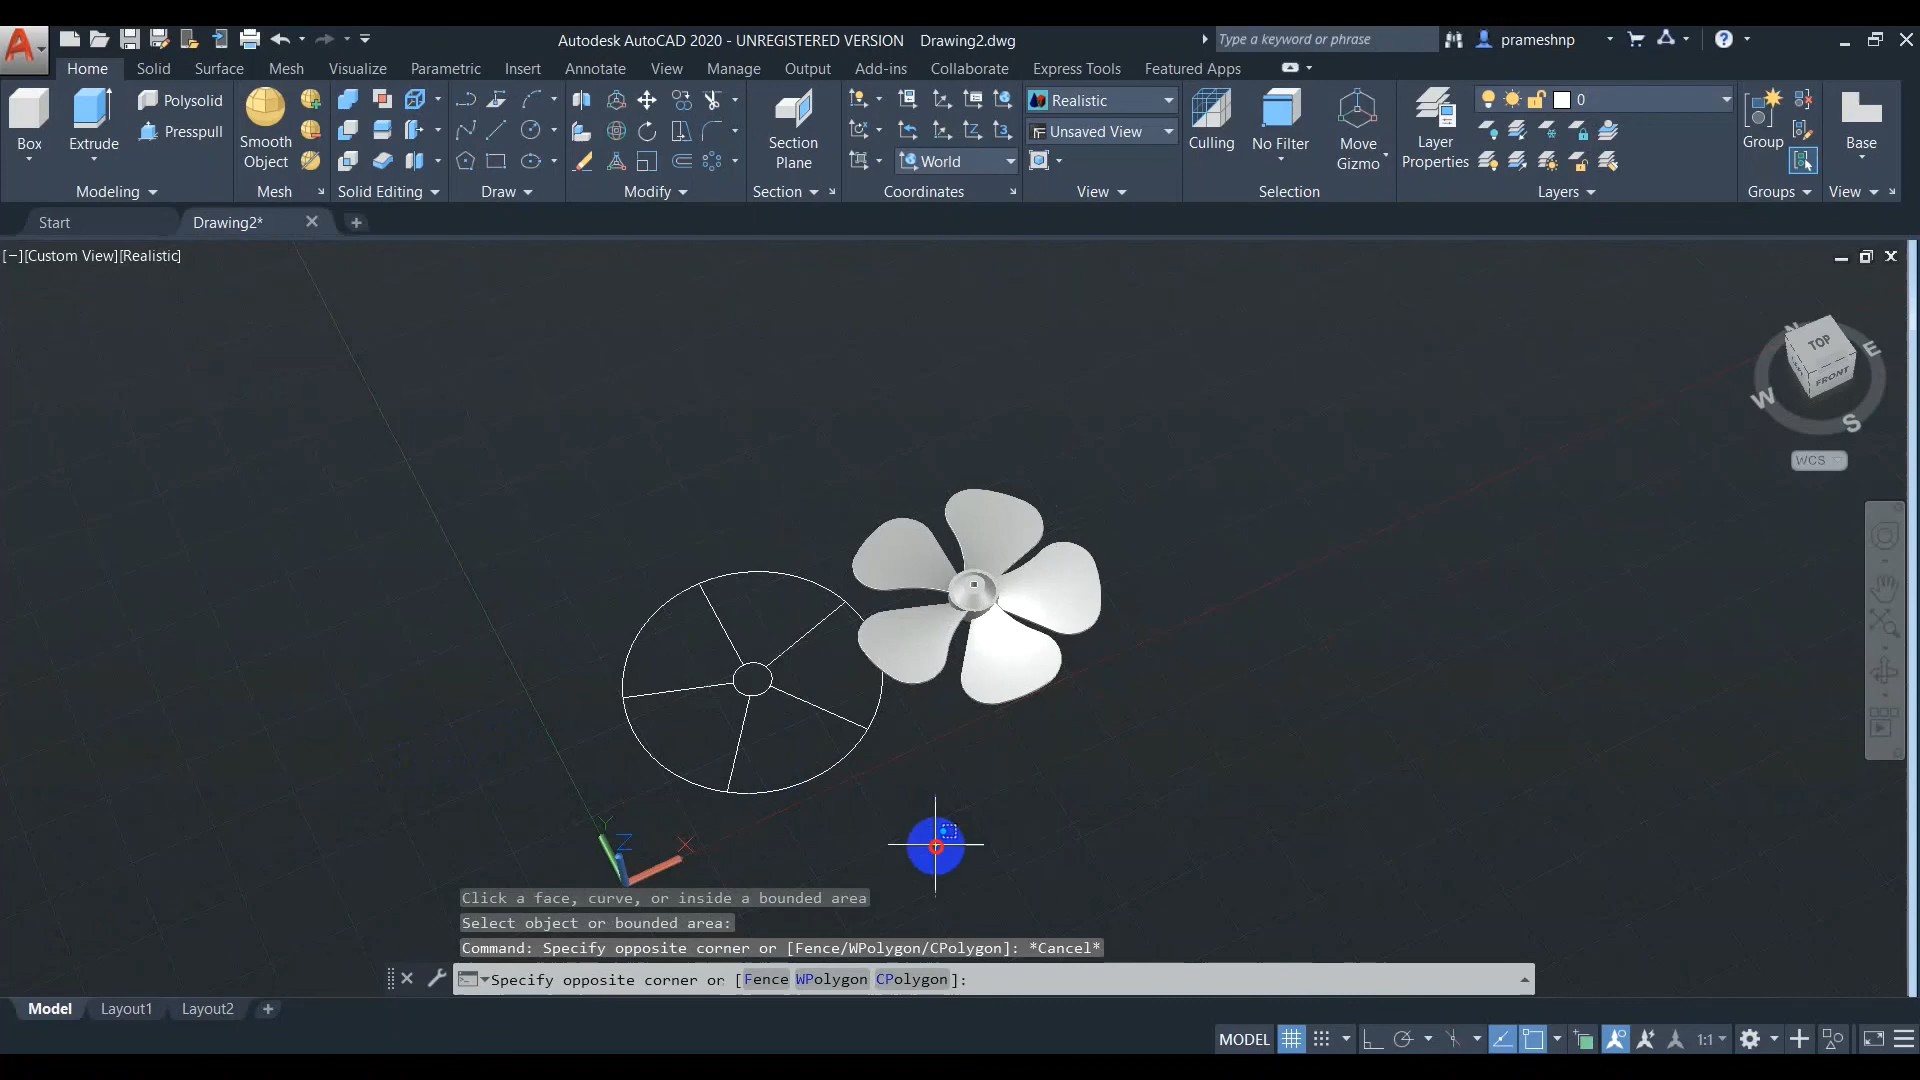 Autodesk AutoCAD 2020 - UNREGISTERED VERSION Drawing2.dwg
Type a keyword or phrase
prameshnp
Home Solid Surface Mesh Visualize Parametric Insert Annotate View Manage Output Add-ins Collaborate Express Tools Featured Apps
Box
Extrude
Polysolid
Presspull
Smooth
Object
Section
Plane
World
Realistic
Unsaved View
Culling
No Filter
Move
Gizmo
Layer
Properties
0
Group
Base
Modeling Mesh Solid Editing Draw Modify Section Coordinates View Selection Layers Groups View
Start Drawing2*
[−][Custom View][Realistic]
N
TOP
E
FRONT
W
S
WCS
Y
Z
X
Click a face, curve, or inside a bounded area
Select object or bounded area:
Command: Specify opposite corner or [Fence/WPolygon/CPolygon]: *Cancel*
Specify opposite corner or [Fence WPolygon CPolygon]:
Model Layout1 Layout2
MODEL
1:1